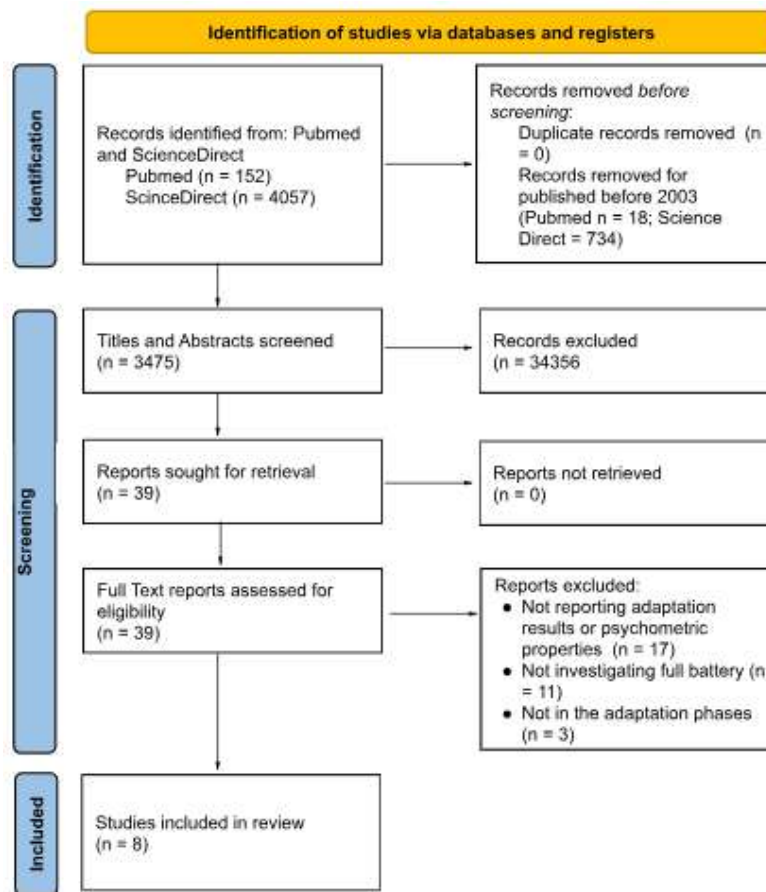 Identification of studies via databases and registers
Identification
Records identified from: Pubmed
and ScienceDirect
Pubmed (n = 152)
ScinceDirect (n = 4057)
Records removed before
screening:
Duplicate records removed (n
= 0)
Records removed for
published before 2003
(Pubmed n = 18; Science
Direct = 734)
Screening
Titles and Abstracts screened
(n = 3475)
Records excluded
(n = 34356
Reports sought for retrieval
(n = 39)
Reports not retrieved
(n = 0)
Full Text reports assessed for
eligibility
(n = 39)
Reports excluded:
● Not reporting adaptation
results or psychometric
properties (n = 17)
● Not investigating full battery (n
= 11)
● Not in the adaptation phases
(n = 3)
Included
Studies included in review
(n = 8)